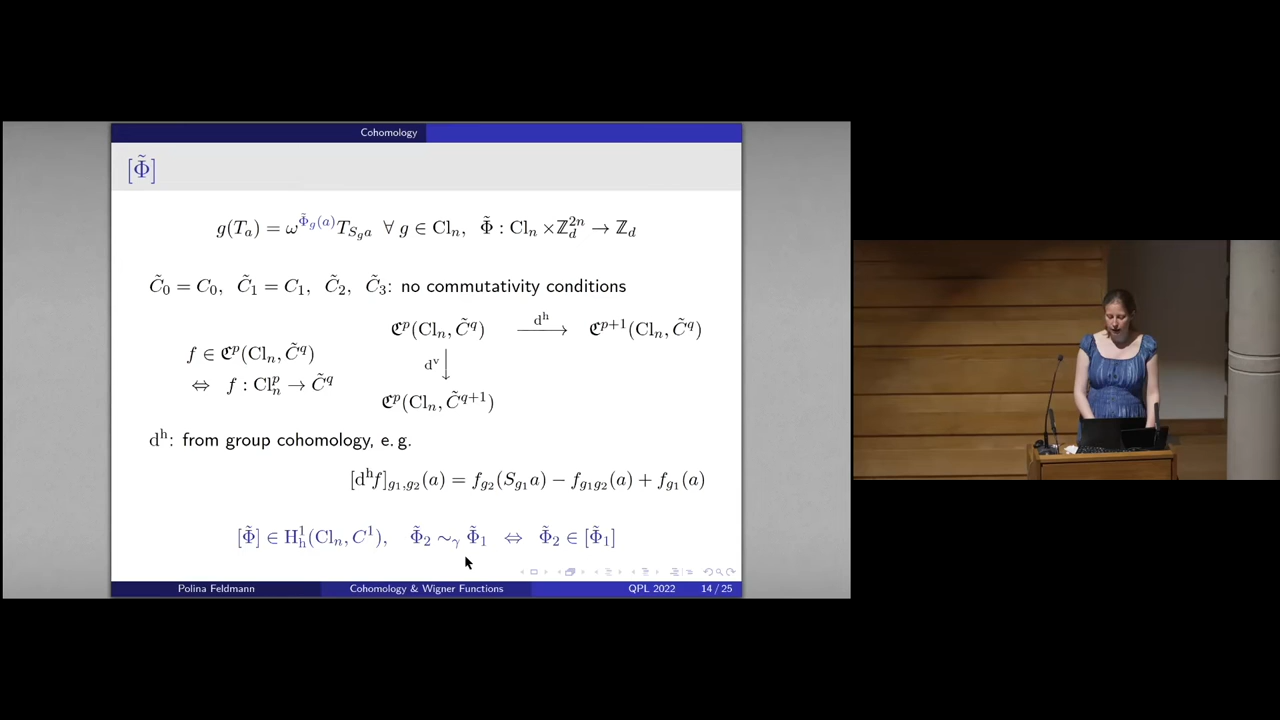 Cohomology
[Φ̃]
g(T_a) = ω^{Φ̃_g(a)} T_{S_g a} ∀ g ∈ Cl_n, Φ̃ : Cl_n × ℤ_d^{2n} → ℤ_d
C̃_0 = C_0, C̃_1 = C_1, C̃_2, C̃_3: no commutativity conditions
ℭ^p(Cl_n, C̃^q) —d^h→ ℭ^{p+1}(Cl_n, C̃^q)
f ∈ ℭ^p(Cl_n, C̃^q)
d^v ↓
⇔ f : Cl_n^p → C̃^q
ℭ^p(Cl_n, C̃^{q+1})
d^h: from group cohomology, e. g.
[d^h f]_{g_1,g_2}(a) = f_{g_2}(S_{g_1} a) − f_{g_1 g_2}(a) + f_{g_1}(a)
[Φ̃] ∈ H_h^1(Cl_n, C^1), Φ̃_2 ∼_γ Φ̃_1 ⇔ Φ̃_2 ∈ [Φ̃_1]
Polina Feldmann Cohomology & Wigner Functions QPL 2022 14 / 25